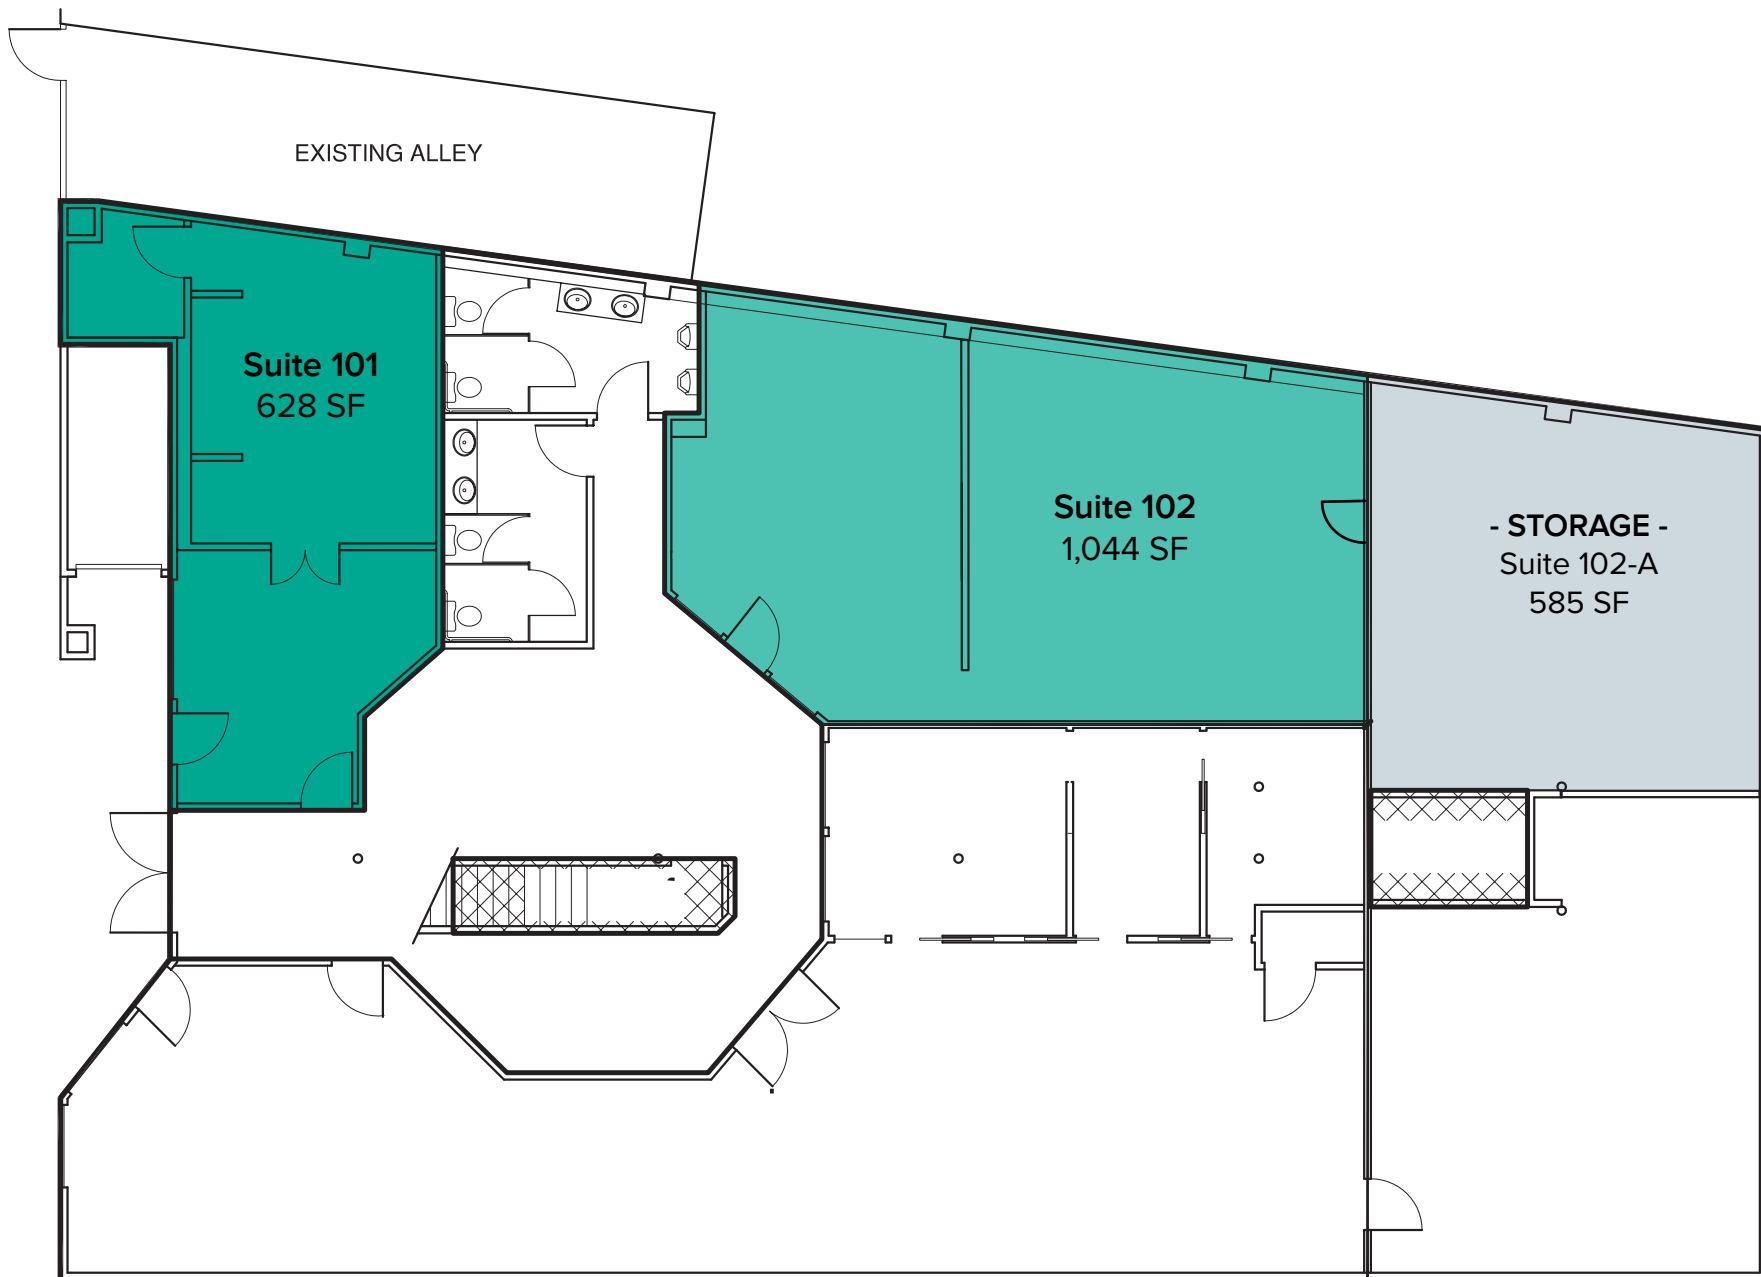 EXISTING ALLEY
Suite 101
628 SF
Suite 102
1,044 SF
- STORAGE -
Suite 102-A
585 SF